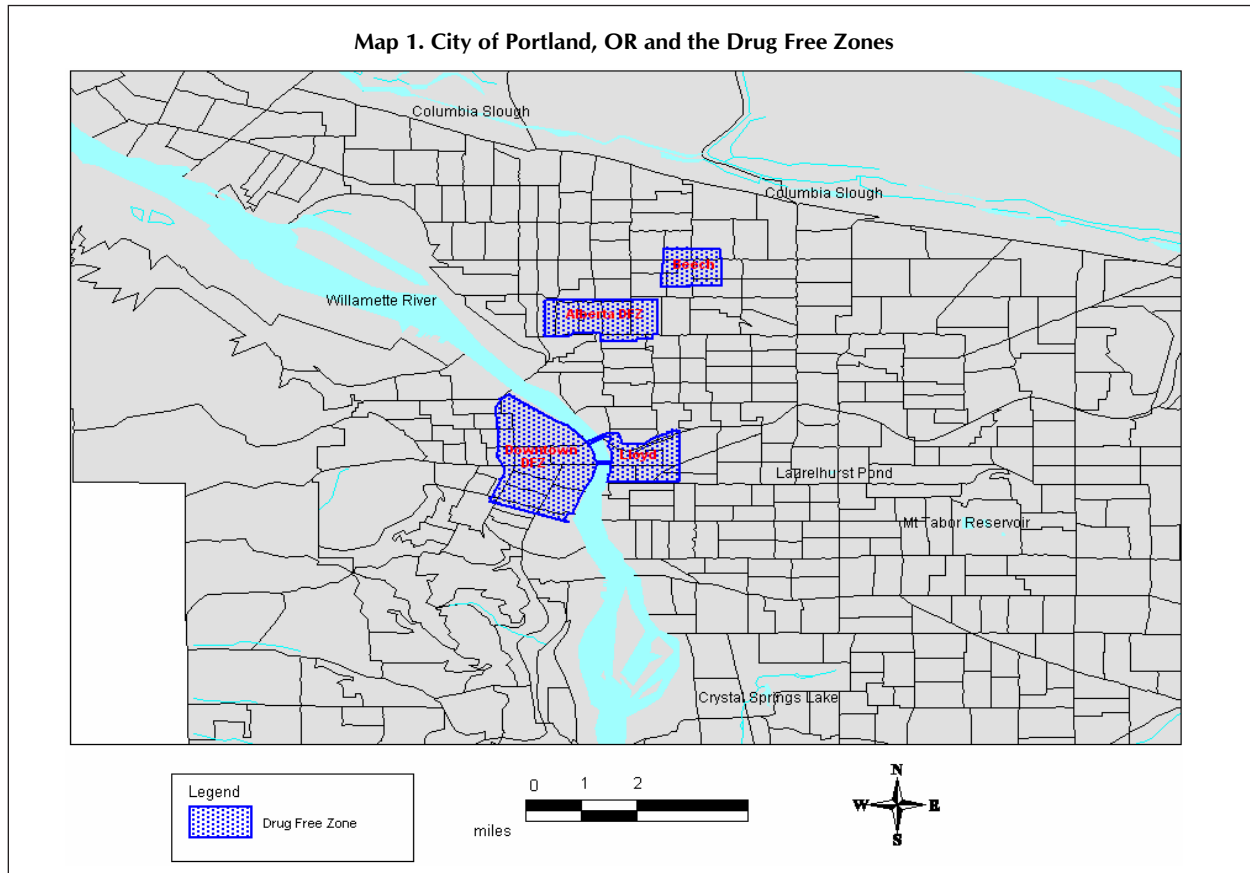 Map 1. City of Portland, OR and the Drug Free Zones
Columbia Slough
Columbia Slough
Beech
Willamette River
Alberta DFZ
Downtown
DFZ
Lloyd
Laurelhurst Pond
Mt Tabor Reservoir
Crystal Springs Lake
Legend
Drug Free Zone
0 1 2
miles
N
W E
S